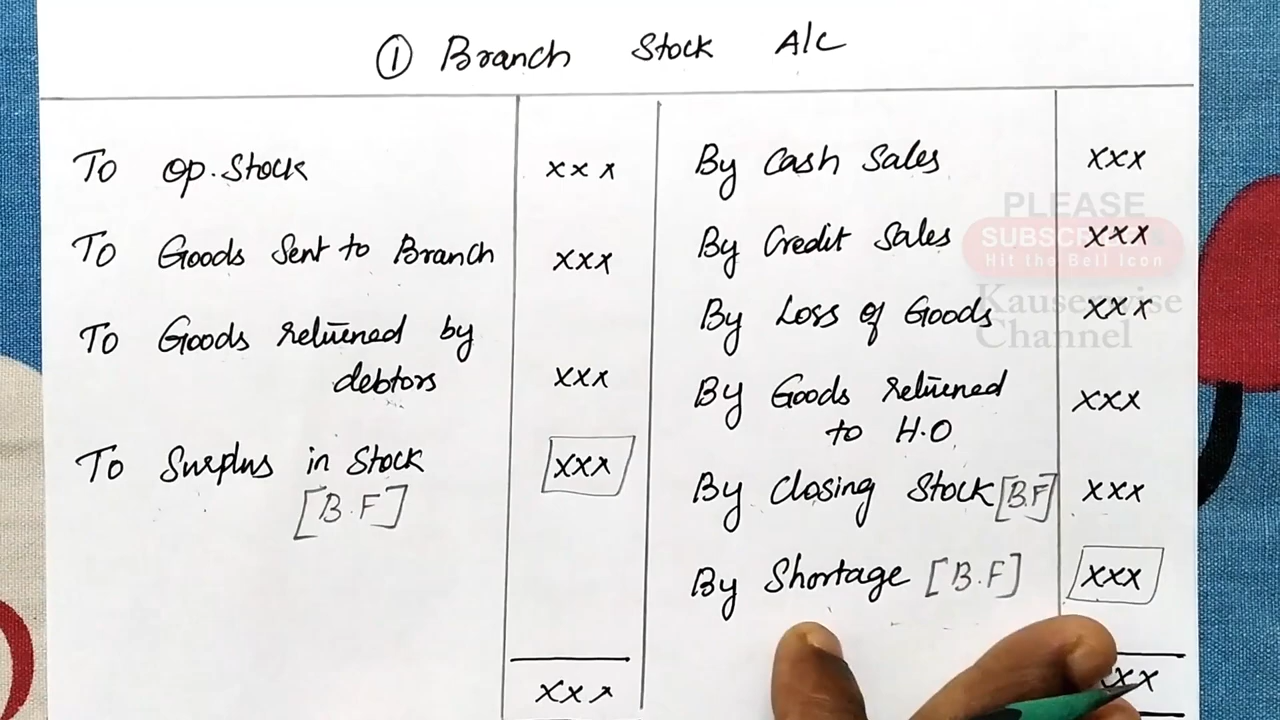 ① Branch Stock A/C
To Op. Stock xxx
To Goods Sent to Branch xxx
To Goods returned by
debtors xxx
To Surplus in Stock xxx
[B.F]
xxx
By Cash Sales xxx
By Credit Sales xxx
By Loss of Goods xxx
By Goods returned xxx
to H.O
By Closing Stock [B.F] xxx
By Shortage [B.F] xxx
xxx
PLEASE
SUBSCRIBE
Hit the Bell Icon
Channel